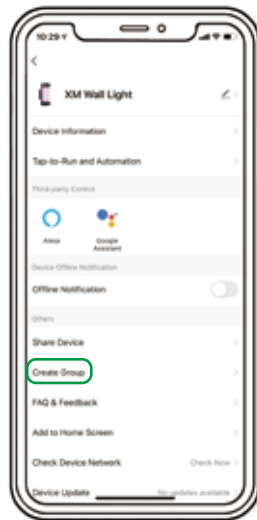 10:29
XM Wall Light
Device Information
Tap-to-Run and Automation
Third-party Control
Alexa
Google Assistant
Device Offline Notification
Offline Notification
Others
Share Device
Create Group
FAQ & Feedback
Add to Home Screen
Check Device Network Check Now
Device Update No updates available